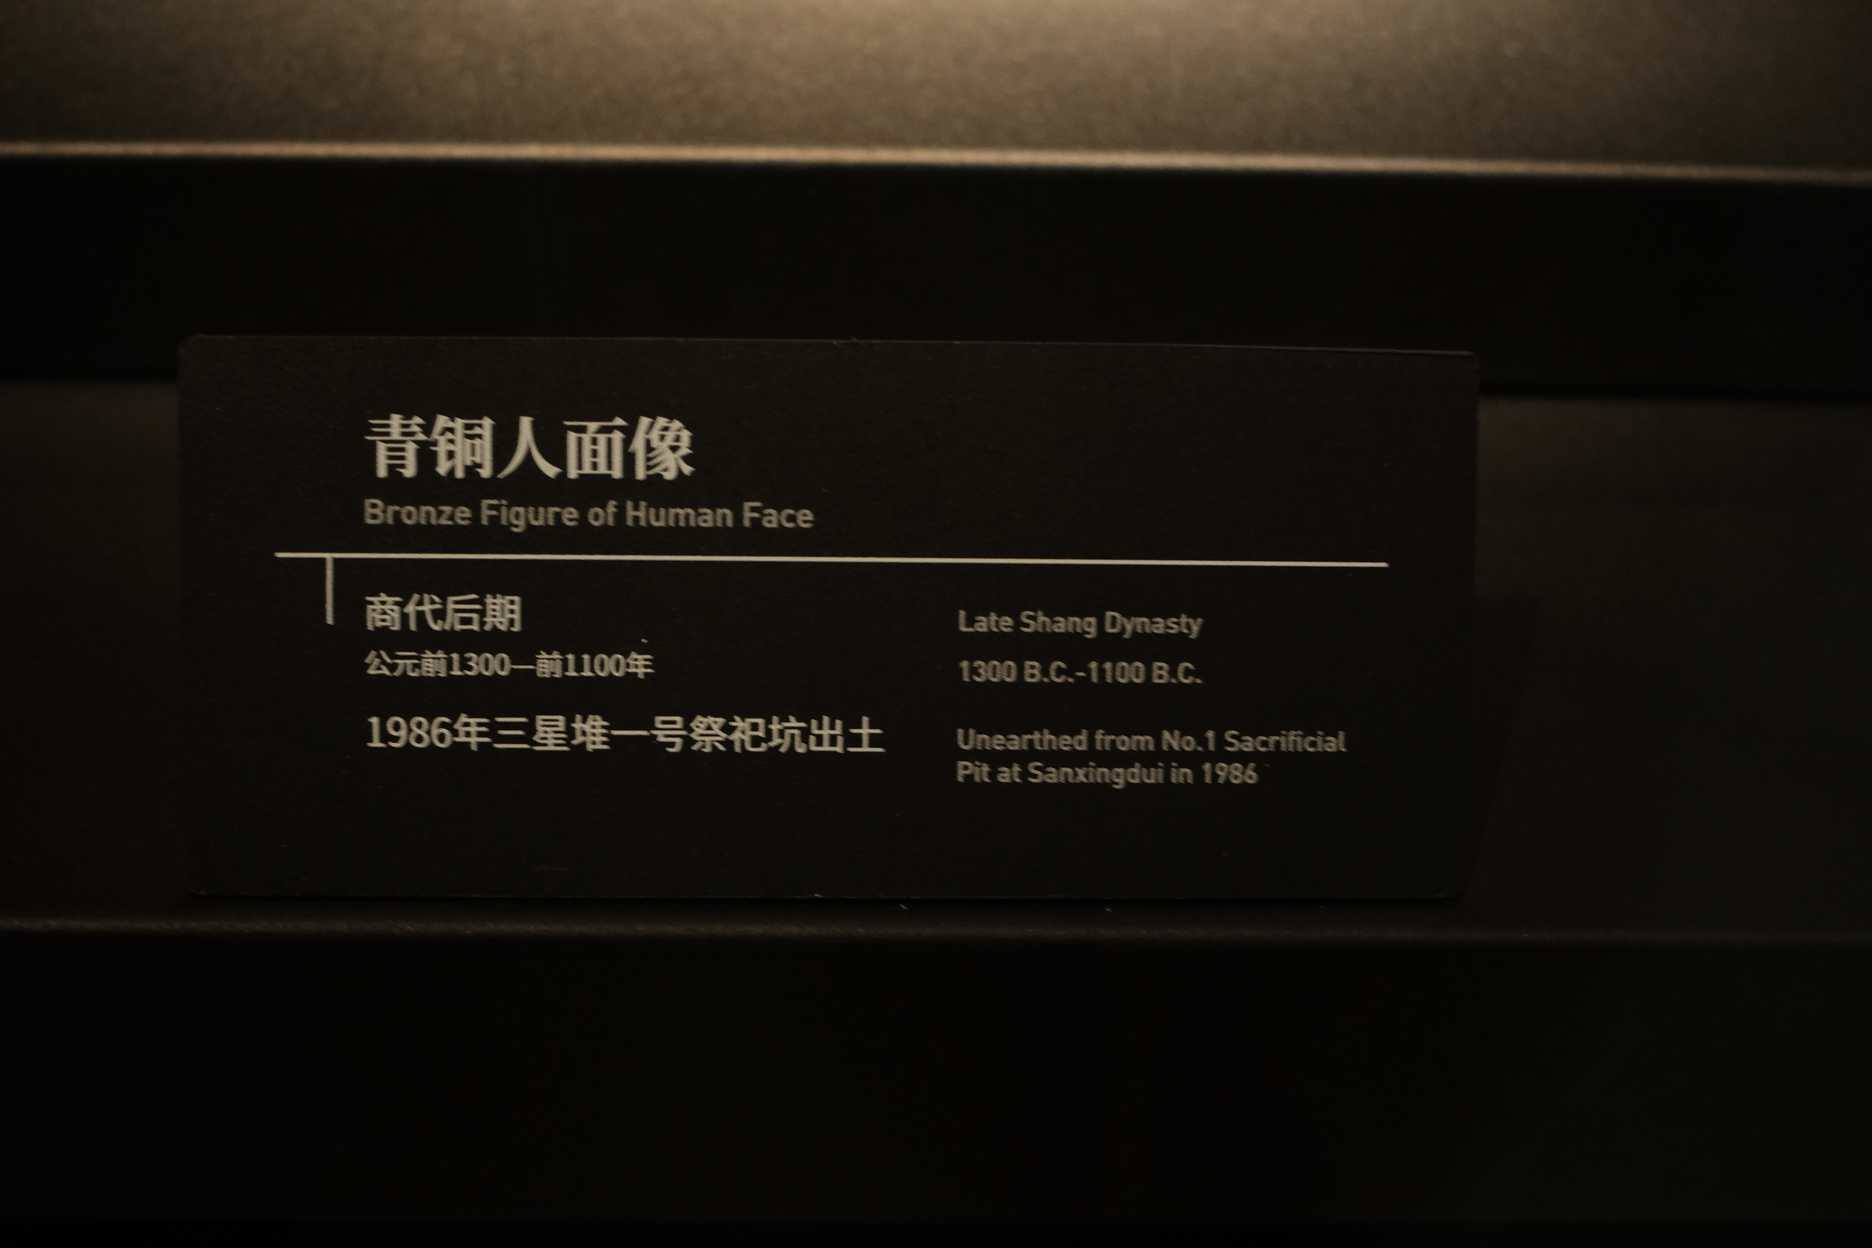 青铜人面像
Bronze Figure of Human Face
商代后期
公元前1300—前1100年
1986年三星堆一号祭祀坑出土
Late Shang Dynasty
1300 B.C.-1100 B.C.
Unearthed from No.1 Sacrificial
Pit at Sanxingdui in 1986